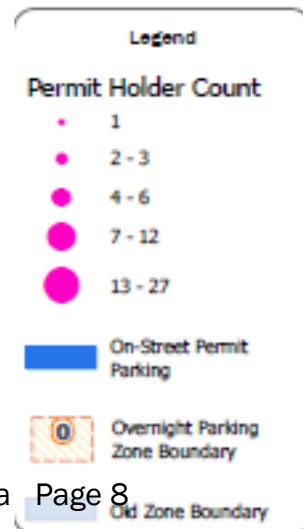 Legend
Permit Holder Count
1
2 - 3
4 - 6
7 - 12
13 - 27
On-Street Permit
Parking
0
Overnight Parking
Zone Boundary
a Page 8
Old Zone Boundary